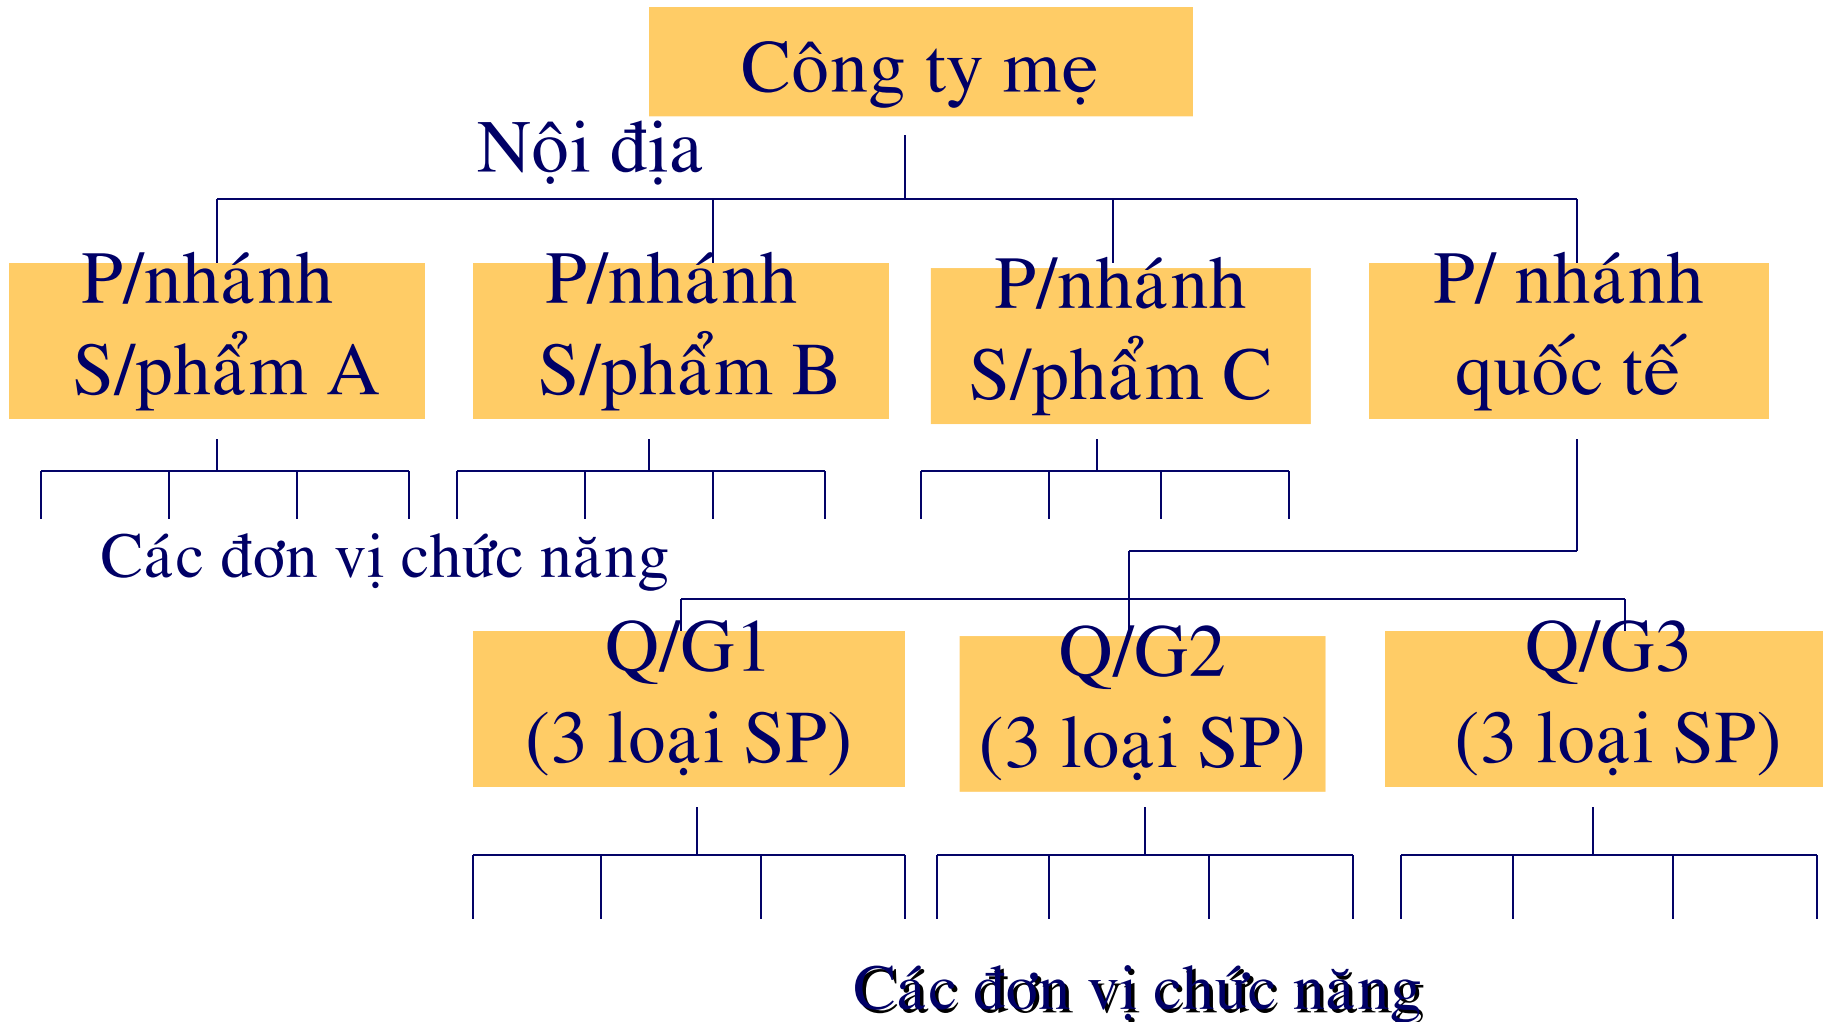 Công ty mẹ
Nội địa
P/nhánh
S/phẩm A
P/nhánh
S/phẩm B
P/nhánh
S/phẩm C
P/ nhánh
quốc tế
Các đơn vị chức năng
Q/G1
(3 loại SP)
Q/G2
(3 loại SP)
Q/G3
(3 loại SP)
Các đơn vị chức năng